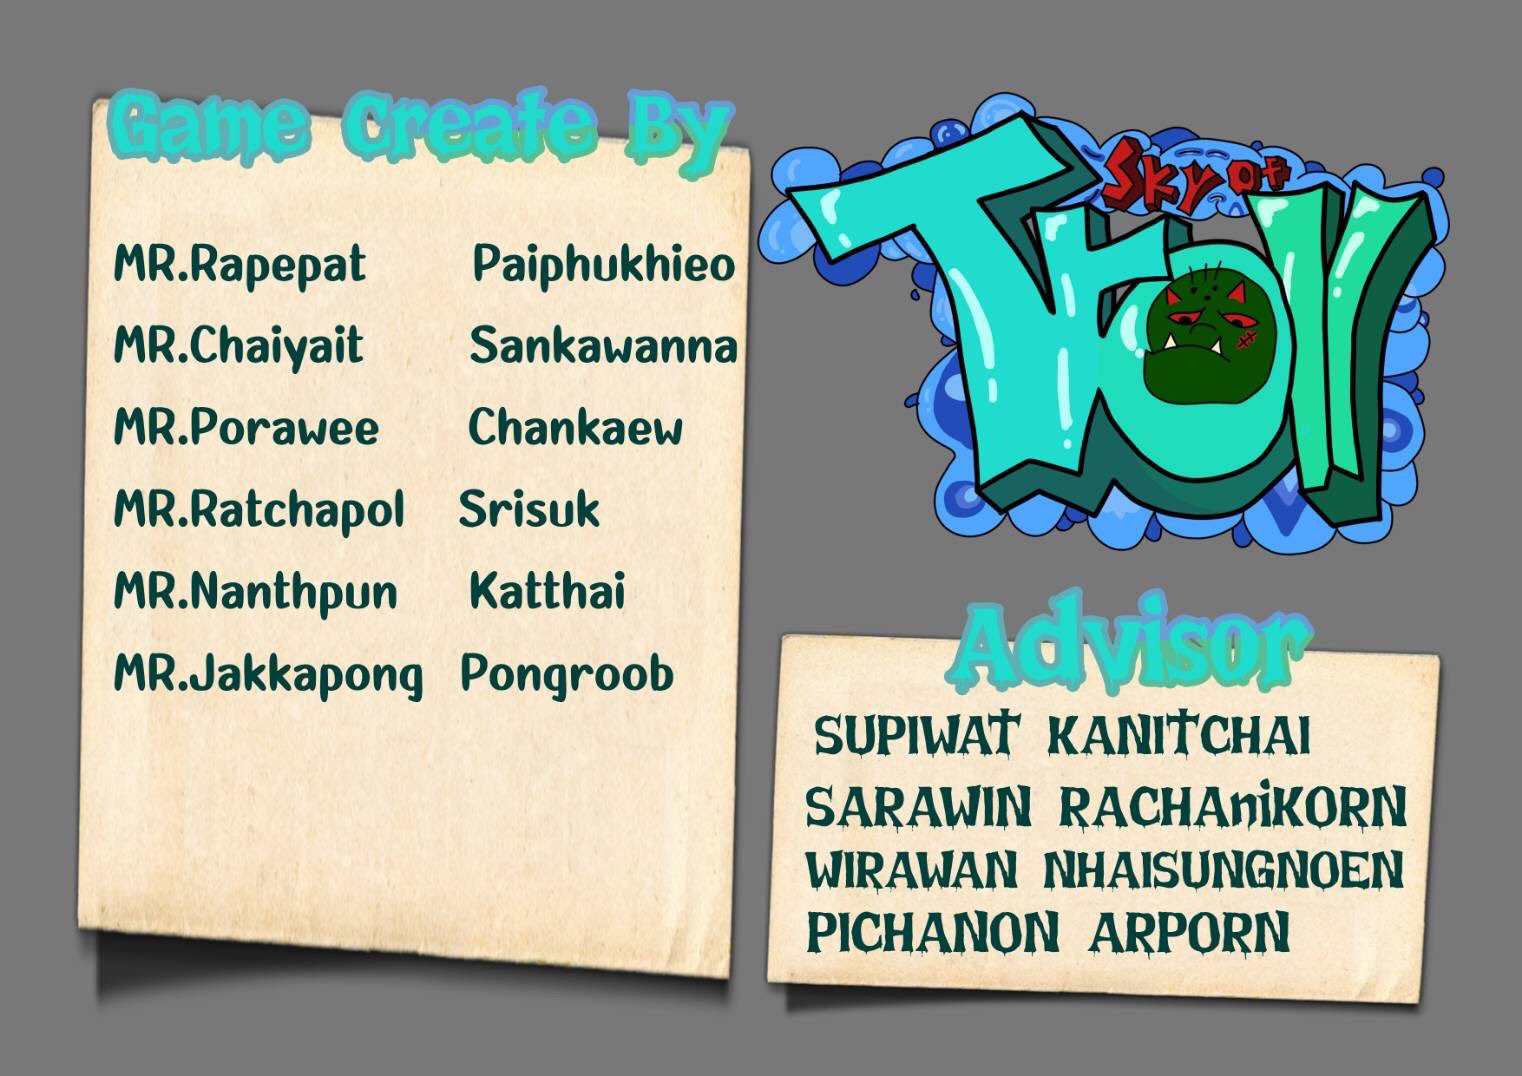 Game Create By
MR.Rapepat Paiphukhieo
MR.Chaiyait Sankawanna
MR.Porawee Chankaew
MR.Ratchapol Srisuk
MR.Nanthpun Katthai
MR.Jakkapong Pongroob
Sky of
Troll
Advisor
SUPIWAT KANITCHAI
SARAWIN RACHAniKORN
WIRAWAN NHAISUNGNOEN
PICHANON ARPORN